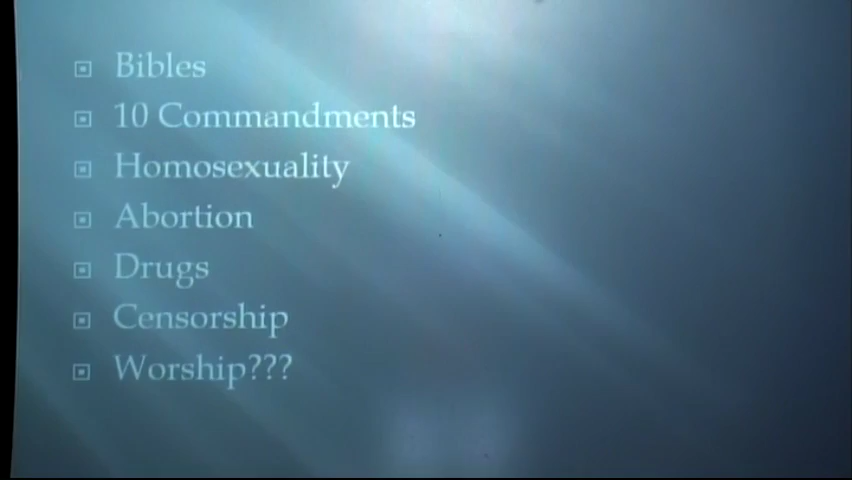 Bibles
10 Commandments
Homosexuality
Abortion
Drugs
Censorship
Worship???